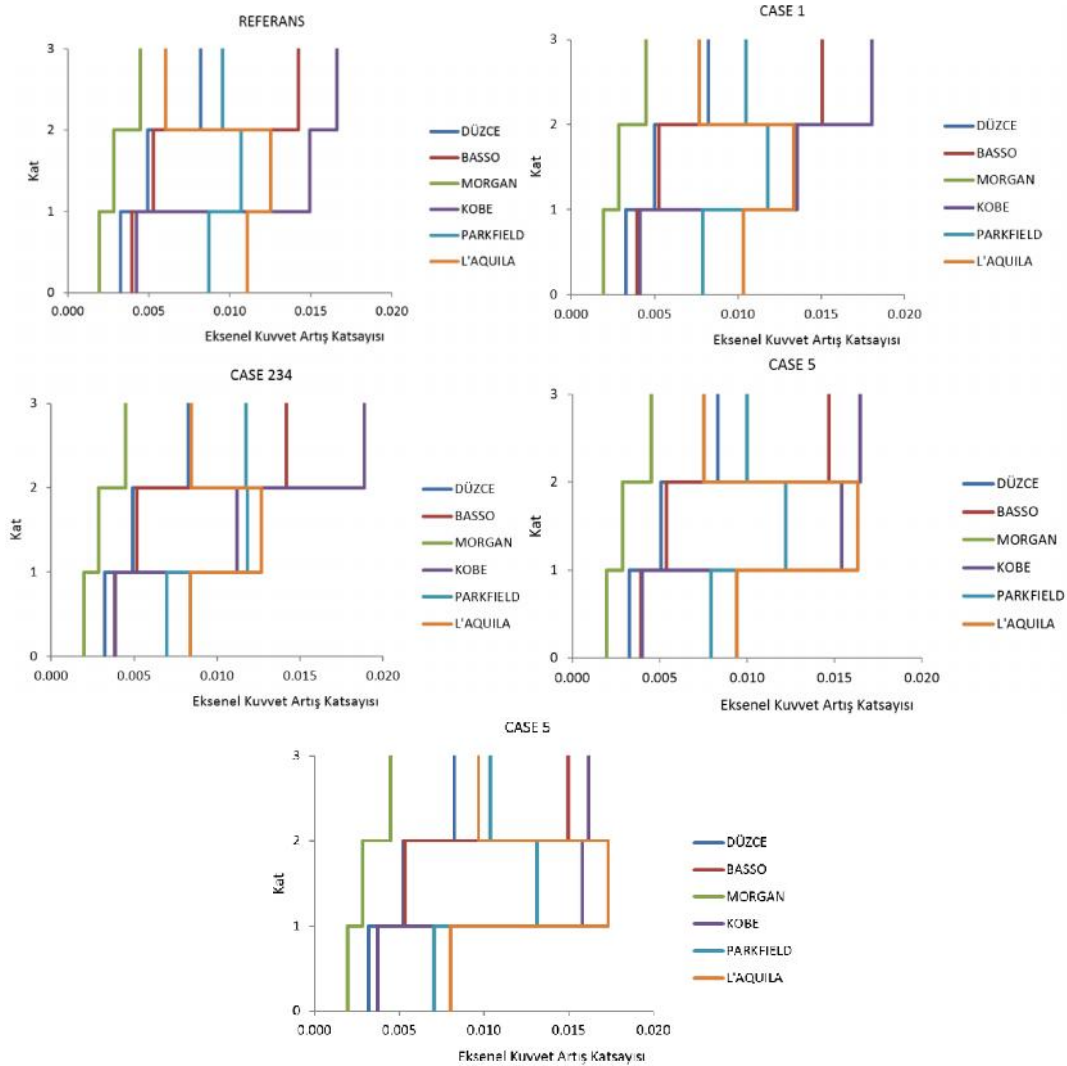 REFERANS
3
2
1
0
Kat
0.000 0.005 0.010 0.015 0.020
Eksenel Kuvvet Artış Katsayısı
DÜZCE
BASSO
MORGAN
KOBE
PARKFIELD
L'AQUILA
CASE 1
3
2
1
0
Kat
0.000 0.005 0.010 0.015 0.020
Eksenel Kuvvet Artış Katsayısı
DÜZCE
BASSO
MORGAN
KOBE
PARKFIELD
L'AQUILA
CASE 234
3
2
1
0
Kat
0.000 0.005 0.010 0.015 0.020
Eksenel Kuvvet Artış Katsayısı
DÜZCE
BASSO
MORGAN
KOBE
PARKFIELD
L'AQUILA
CASE 5
3
2
1
0
Kat
0.000 0.005 0.010 0.015 0.020
Eksenel Kuvvet Artış Katsayısı
DÜZCE
BASSO
MORGAN
KOBE
PARKFIELD
L'AQUILA
CASE 5
3
2
1
0
Kat
0.000 0.005 0.010 0.015 0.020
Eksenel Kuvvet Artış Katsayısı
DÜZCE
BASSO
MORGAN
KOBE
PARKFIELD
L'AQUILA